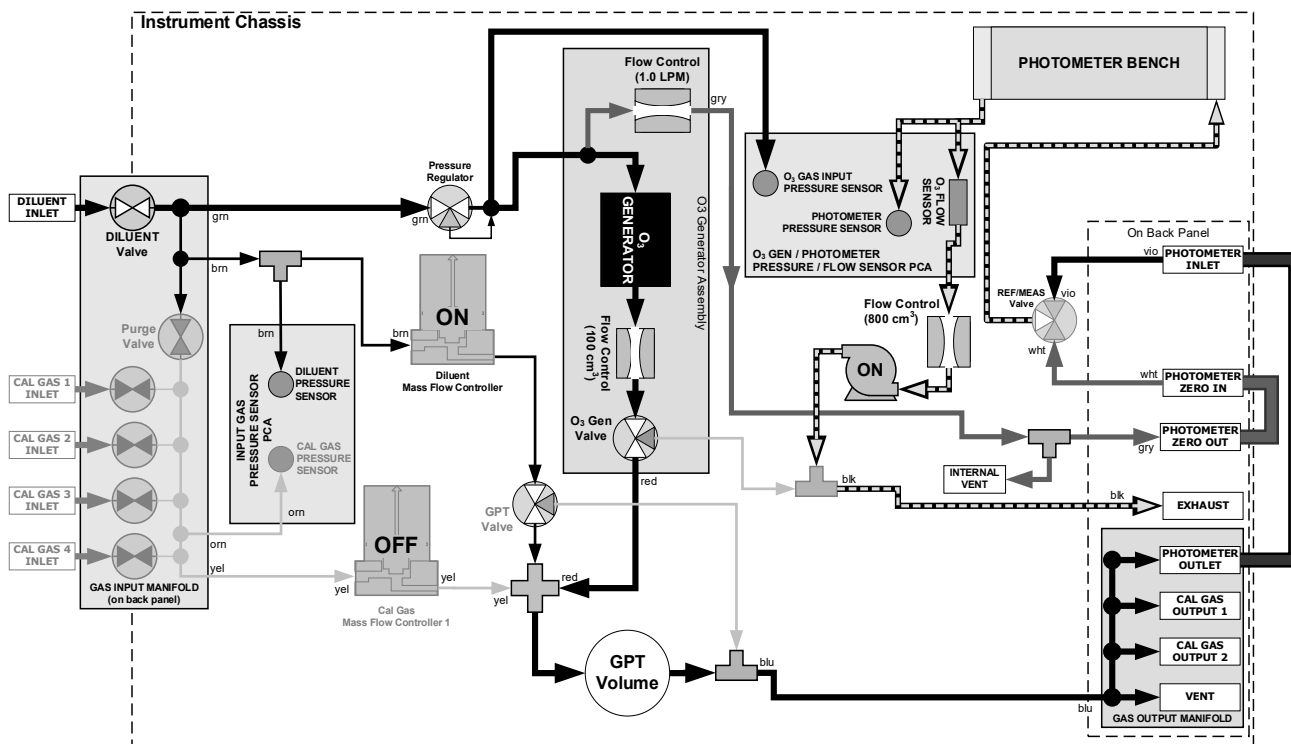 Instrument Chassis
PHOTOMETER BENCH
Flow Control
(1.0 LPM)
gry
Pressure
Regulator
grn
DILUENT
INLET
DILUENT
Valve
grn
brn
O3 GENERATOR
O3 Generator Assembly
O3 GAS INPUT
PRESSURE SENSOR
PHOTOMETER
PRESSURE SENSOR
O3 FLOW
SENSOR
O3 GEN / PHOTOMETER
PRESSURE / FLOW SENSOR PCA
On Back Panel
vio
PHOTOMETER
INLET
REF/MEAS
Valve
vio
wht
wht
PHOTOMETER
ZERO IN
Flow Control
(800 cm3)
ON
PHOTOMETER
ZERO OUT
gry
INTERNAL
VENT
blk
blk
EXHAUST
Purge
Valve
CAL GAS 1
INLET
CAL GAS 2
INLET
CAL GAS 3
INLET
CAL GAS 4
INLET
GAS INPUT MANIFOLD
(on back panel)
brn
DILUENT
PRESSURE
SENSOR
CAL GAS
PRESSURE
SENSOR
INPUT GAS
PRESSURE SENSOR
PCA
orn
orn
yel
ON
brn
Diluent
Mass Flow Controller
Flow Control
(100 cm3)
O3 Gen
Valve
red
GPT
Valve
OFF
yel
yel
Cal Gas
Mass Flow Controller 1
yel
red
GPT
Volume
blu
blu
PHOTOMETER
OUTLET
CAL GAS
OUTPUT 1
CAL GAS
OUTPUT 2
VENT
GAS OUTPUT MANIFOLD